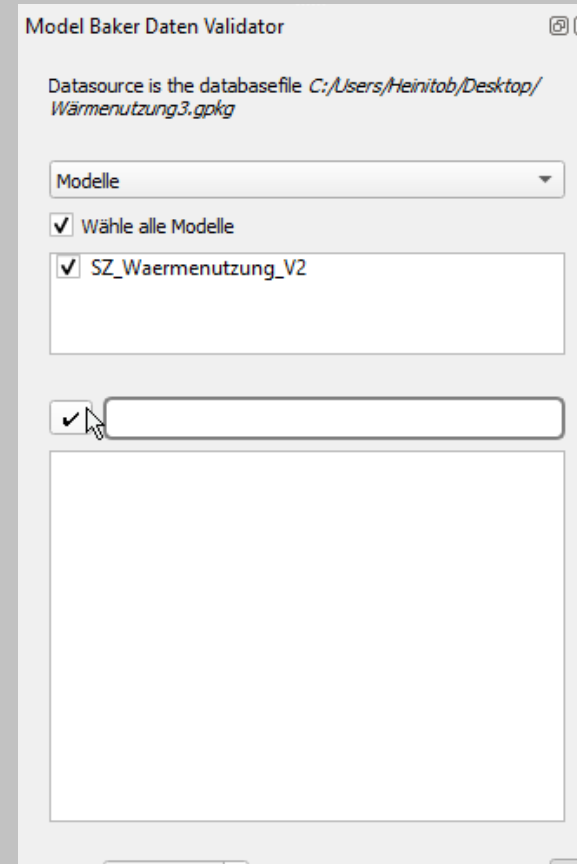 Model Baker Daten Validator
Datasource is the databasefile C:/Users/Heinitob/Desktop/
Wärmenutzung3.gpkg
Modelle
Wähle alle Modelle
SZ_Waermenutzung_V2